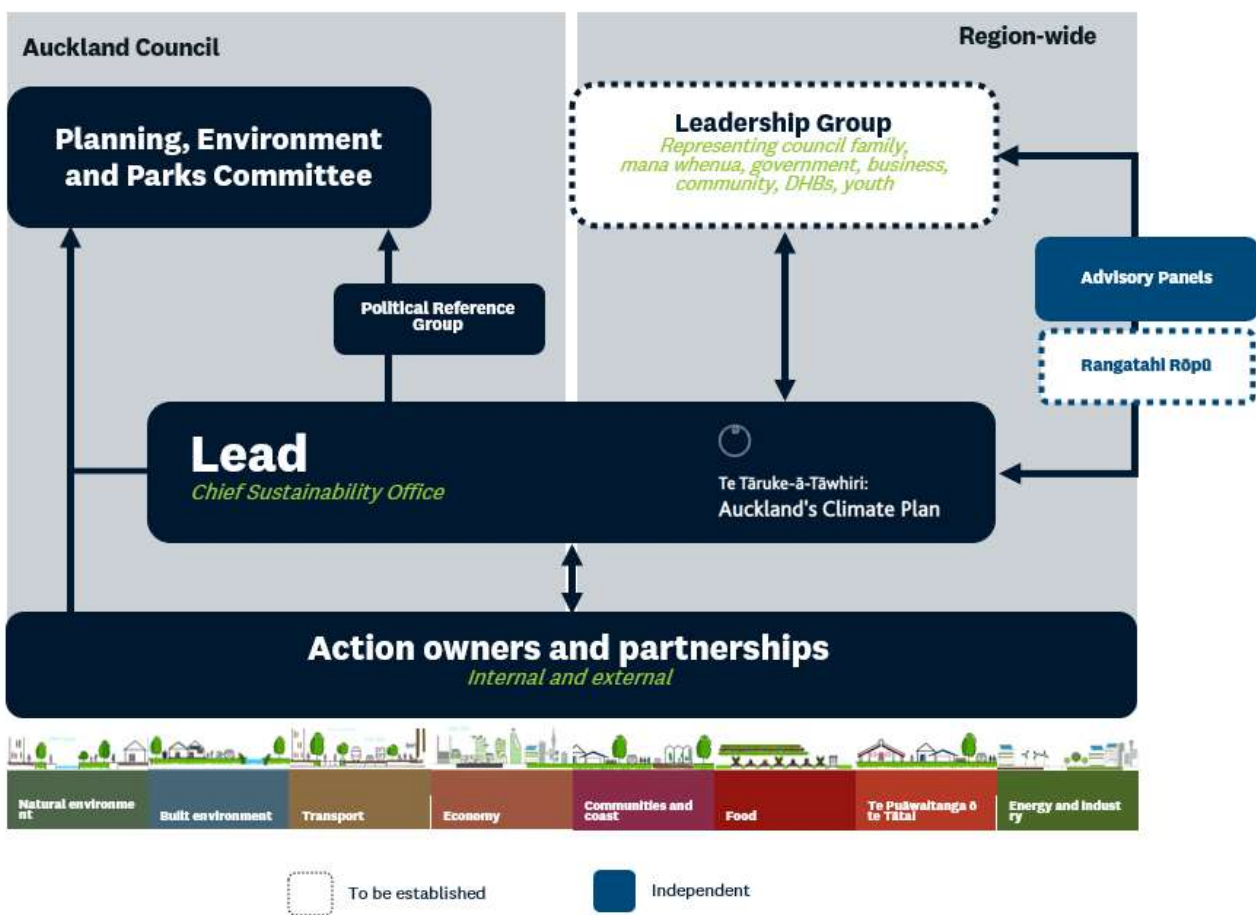 Auckland Council
Region-wide
Planning, Environment
and Parks Committee
Leadership Group
Representing council family,
mana whenua, government, business,
community, DHBs, youth
Advisory Panels
Political Reference
Group
Rangatahi Rōpū
Lead
Chief Sustainability Office
Te Tāruke-ā-Tāwhiri:
Auckland's Climate Plan
Action owners and partnerships
Internal and external
Natural environme
nt
Built environment
Transport
Economy
Communities and
coast
Food
Te Puāwaitanga ō
te Tātai
Energy and indust
ry
To be established
Independent